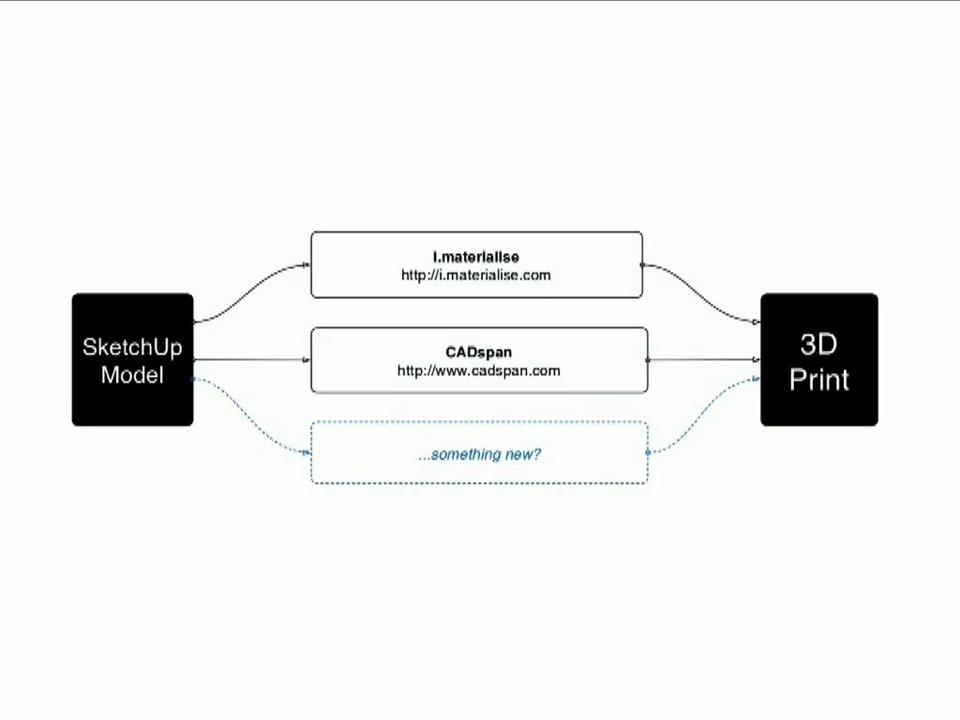 i.materialise
http://i.materialise.com
SketchUp
Model
CADspan
http://www.cadspan.com
3D
Print
...something new?